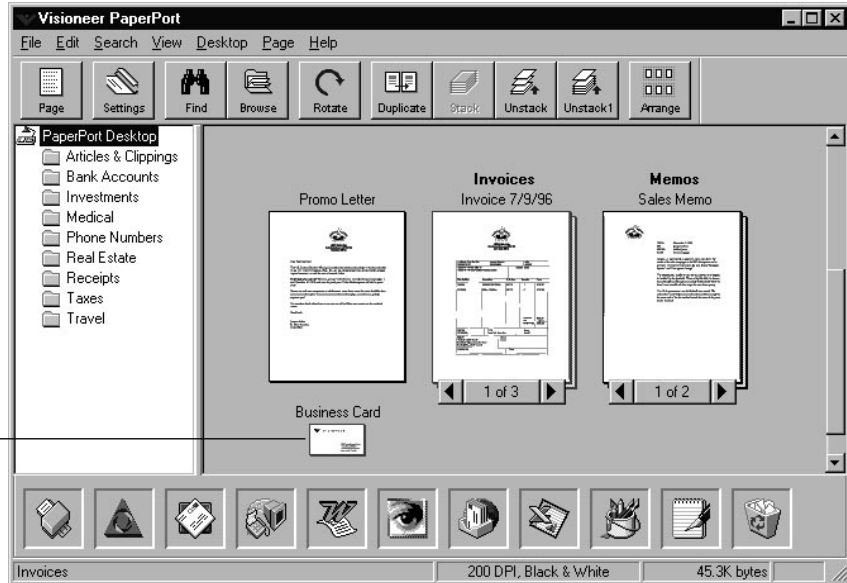 Visioneer PaperPort
File Edit Search View Desktop Page Help
Page Settings Find Browse Rotate Duplicate Stack Unstack Unstack1 Arrange
PaperPort Desktop
Articles & Clippings
Bank Accounts
Investments
Medical
Phone Numbers
Real Estate
Receipts
Taxes
Travel
Promo Letter
Invoices
Invoice 7/9/96
1 of 3
Memos
Sales Memo
1 of 2
Business Card
Invoices 200 DPI, Black & White 45.3K bytes